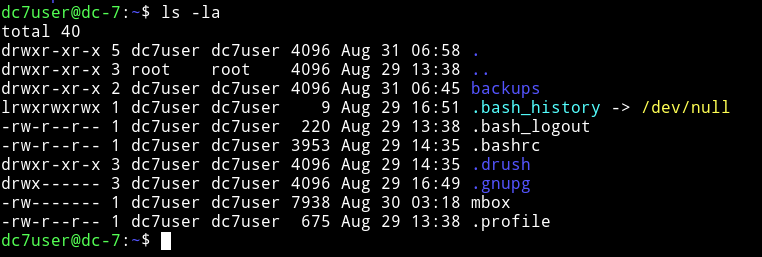 dc7user@dc-7:~$ ls -la
total 40
drwxr-xr-x 5 dc7user dc7user 4096 Aug 31 06:58 .
drwxr-xr-x 3 root    root    4096 Aug 29 13:38 ..
drwxr-xr-x 2 dc7user dc7user 4096 Aug 31 06:45 backups
lrwxrwxrwx 1 dc7user dc7user    9 Aug 29 16:51 .bash_history -> /dev/null
-rw-r--r-- 1 dc7user dc7user  220 Aug 29 13:38 .bash_logout
-rw-r--r-- 1 dc7user dc7user 3953 Aug 29 14:35 .bashrc
drwxr-xr-x 3 dc7user dc7user 4096 Aug 29 14:35 .drush
drwx------ 3 dc7user dc7user 4096 Aug 29 16:49 .gnupg
-rw------- 1 dc7user dc7user 7938 Aug 30 03:18 mbox
-rw-r--r-- 1 dc7user dc7user  675 Aug 29 13:38 .profile
dc7user@dc-7:~$